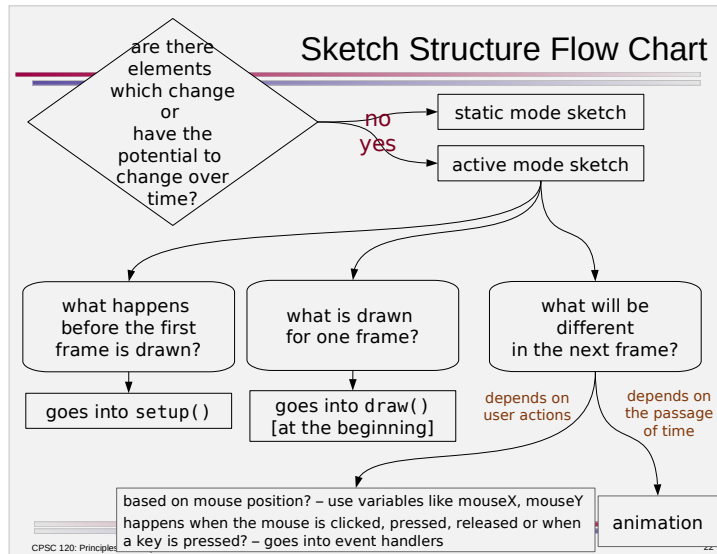 Sketch Structure Flow Chart
are there
elements
which change
or
have the
potential to
change over
time?
no
yes
static mode sketch
active mode sketch
what happens
before the first
frame is drawn?
what is drawn
for one frame?
what will be
different
in the next frame?
goes into setup()
goes into draw()
[at the beginning]
depends on
user actions
depends on
the passage
of time
based on mouse position? – use variables like mouseX, mouseY
happens when the mouse is clicked, pressed, released or when
a key is pressed? – goes into event handlers
animation
CPSC 120: Principles
22